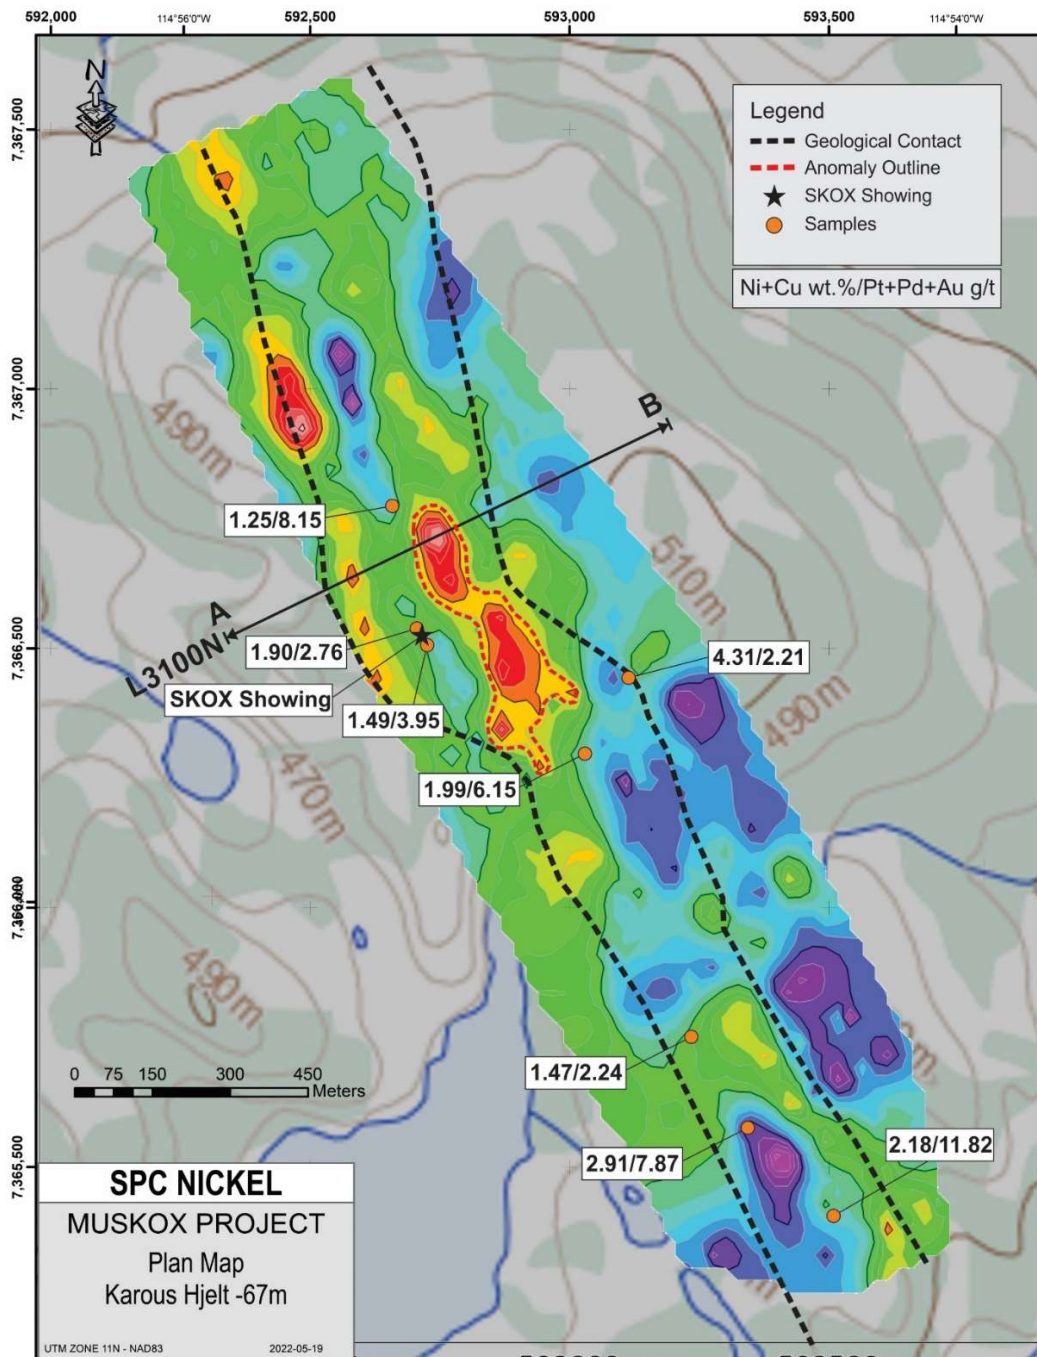 592,000
592,500
593,000
593,500
114°56'0"W
114°54'0"W
N
7,367,500
7,367,000
7,366,500
7,366,000
7,365,500
Legend
Geological Contact
Anomaly Outline
SKOX Showing
Samples
Ni+Cu wt.%/Pt+Pd+Au g/t
490m
B
1.25/8.15
510m
A
L3100N
1.90/2.76
SKOX Showing
1.49/3.95
4.31/2.21
490m
470m
1.99/6.15
490m
0 75 150 300 450
Meters
1.47/2.24
2.91/7.87
2.18/11.82
SPC NICKEL
MUSKOX PROJECT
Plan Map
Karous Hjelt -67m
UTM ZONE 11N - NAD83
2022-05-19